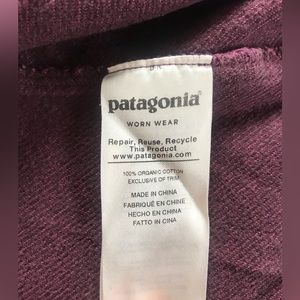 patagonia®
WORN WEAR
Repair, Reuse, Recycle
This Product
www.patagonia.com
100% ORGANIC COTTON
EXCLUSIVE OF TRIM
MADE IN CHINA
FABRIQUÉ EN CHINE
HECHO EN CHINA
FATTO IN CINA